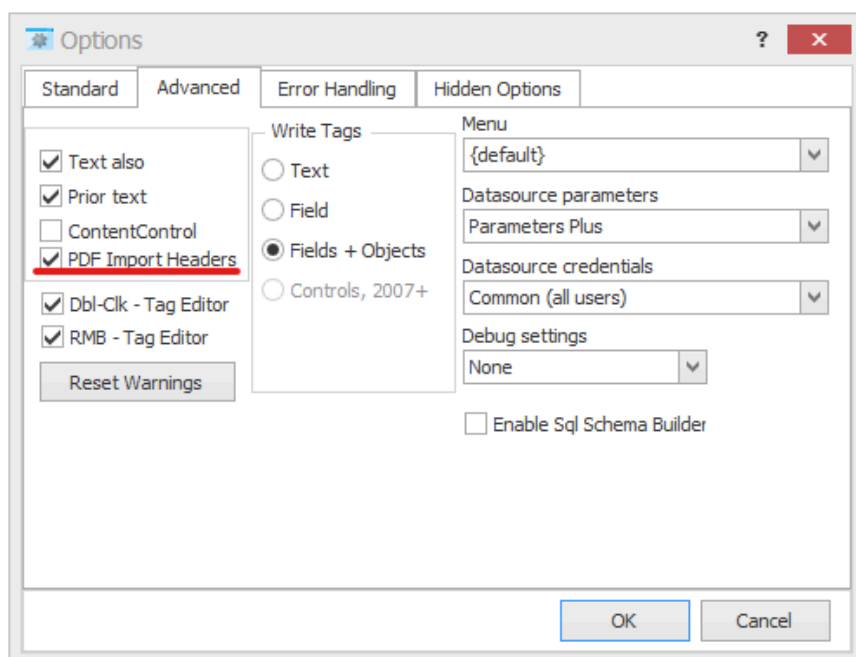 Options
?
Standard
Advanced
Error Handling
Hidden Options
Text also
Prior text
ContentControl
PDF Import Headers
Dbl-Clk - Tag Editor
RMB - Tag Editor
Reset Warnings
Write Tags
Text
Field
Fields + Objects
Controls, 2007+
Menu
{default}
Datasource parameters
Parameters Plus
Datasource credentials
Common (all users)
Debug settings
None
Enable Sql Schema Builder
OK
Cancel